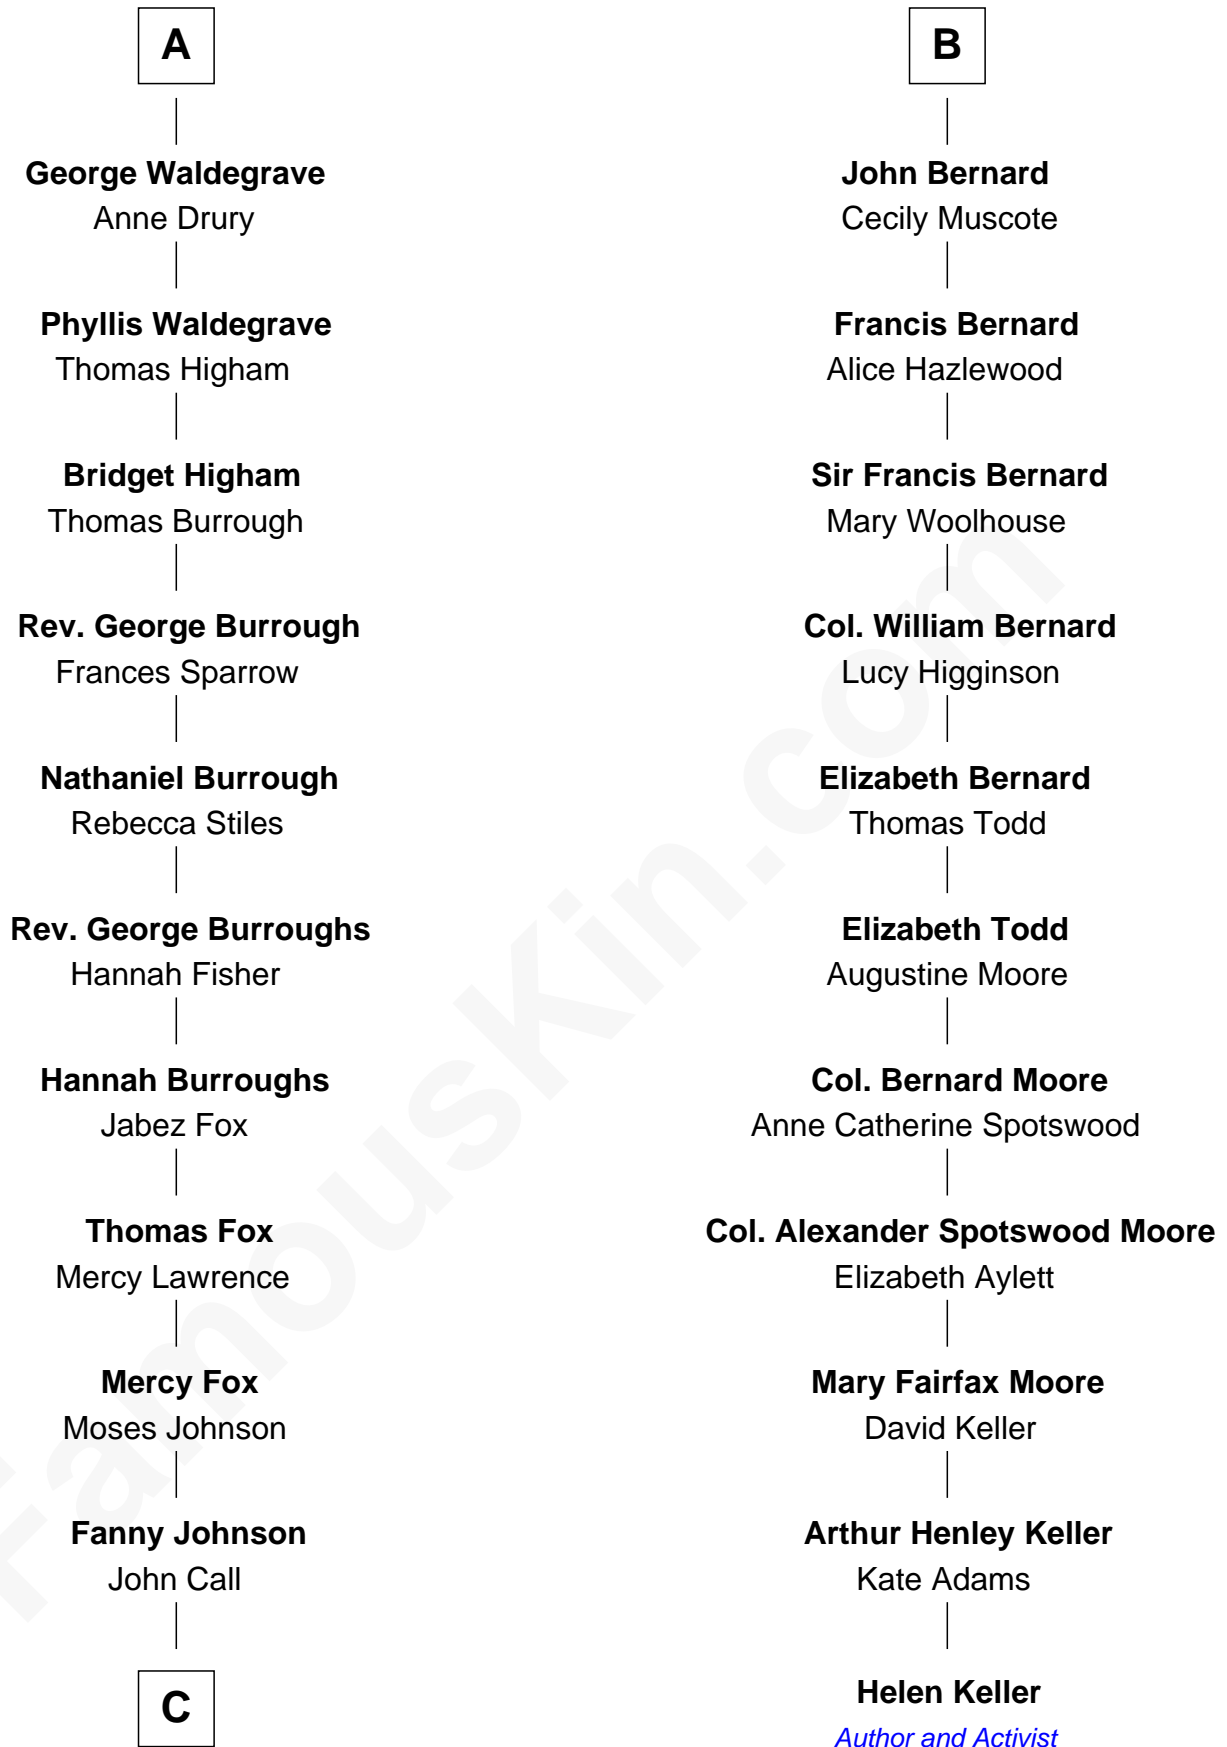 A
George Waldegrave
Anne Drury
Phyllis Waldegrave
Thomas Higham
Bridget Higham
Thomas Burrough
Rev. George Burrough
Frances Sparrow
Nathaniel Burrough
Rebecca Stiles
Rev. George Burroughs
Hannah Fisher
Hannah Burroughs
Jabez Fox
Thomas Fox
Mercy Lawrence
Mercy Fox
Moses Johnson
Fanny Johnson
John Call
C
B
John Bernard
Cecily Muscote
Francis Bernard
Alice Hazlewood
Sir Francis Bernard
Mary Woolhouse
Col. William Bernard
Lucy Higginson
Elizabeth Bernard
Thomas Todd
Elizabeth Todd
Augustine Moore
Col. Bernard Moore
Anne Catherine Spotswood
Col. Alexander Spotswood Moore
Elizabeth Aylett
Mary Fairfax Moore
David Keller
Arthur Henley Keller
Kate Adams
Helen Keller
Author and Activist
FamousKin.com